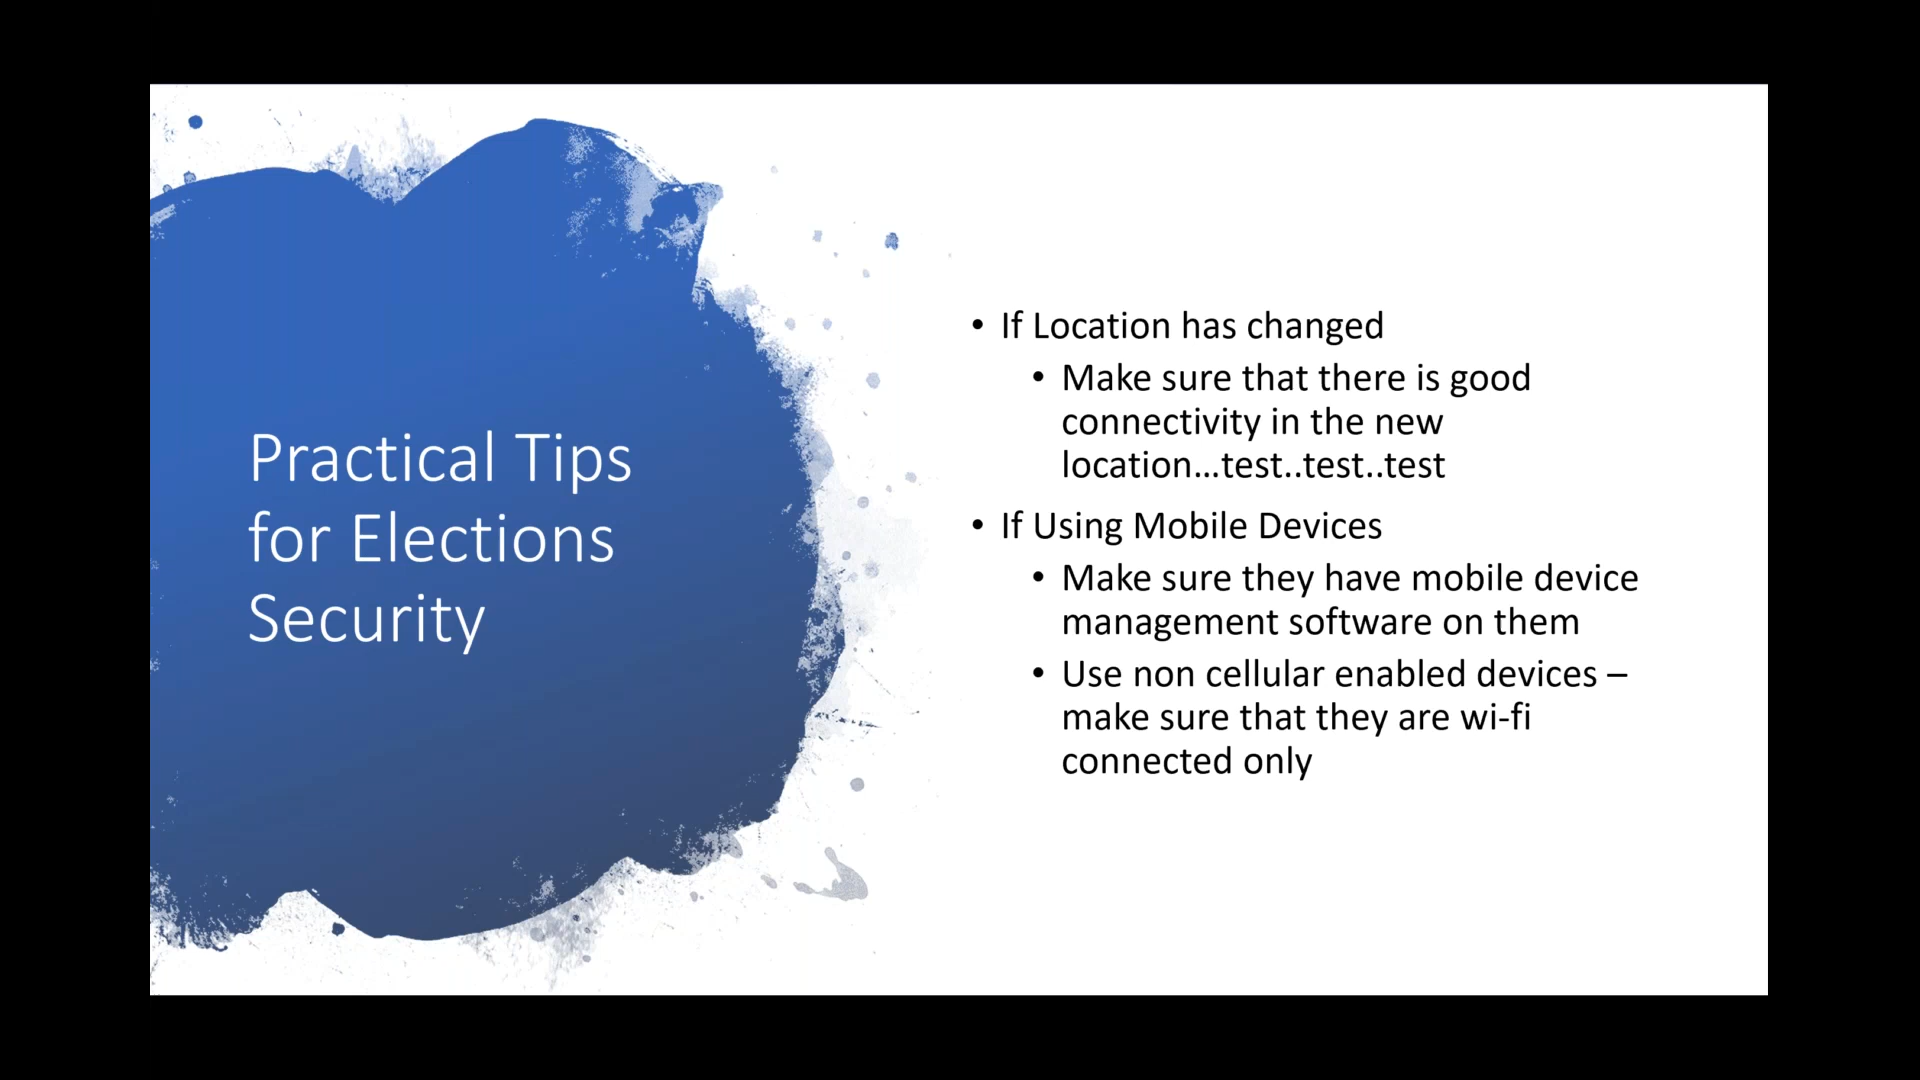 Practical Tips
for Elections
Security
• If Location has changed
• Make sure that there is good
connectivity in the new
location...test..test..test
• If Using Mobile Devices
• Make sure they have mobile device
management software on them
• Use non cellular enabled devices –
make sure that they are wi-fi
connected only